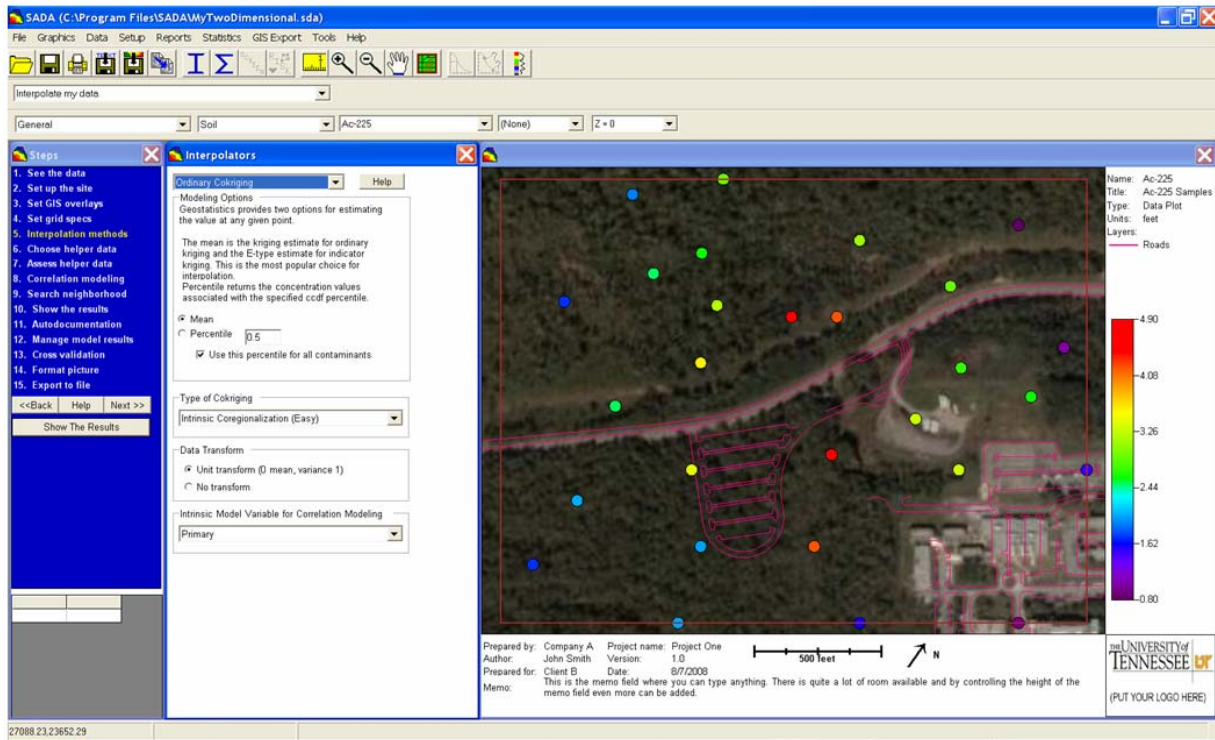 SADA (C:\Program Files\SADA\MyTwoDimensional.sda)
File Graphics Data Setup Reports Statistics GIS Export Tools Help
Interpolate my data
General Soil Ac-225 (None) Z = 0
Steps
1. See the data
2. Set up the site
3. Set GIS overlays
4. Set grid specs
5. Interpolation methods
6. Choose helper data
7. Assess helper data
8. Correlation modeling
9. Search neighborhood
10. Show the results
11. Autodocumentation
12. Manage model results
13. Cross validation
14. Format picture
15. Export to file
<<Back Help Next >>
Show The Results
Interpolators
Ordinary Cokriging Help
Modeling Options
Geostatistics provides two options for estimating
the value at any given point.
The mean is the kriging estimate for ordinary
kriging and the E-type estimate for indicator
kriging. This is the most popular choice for
interpolation.
Percentile returns the concentration values
associated with the specified ccdf percentile.
Mean
Percentile 0.5
Use this percentile for all contaminants
Type of Cokriging
Intrinsic Coregionalization (Easy)
Data Transform
Unit transform (0 mean, variance 1)
No transform
Intrinsic Model Variable for Correlation Modeling
Primary
Name: Ac-225
Title: Ac-225 Samples
Type: Data Plot
Units: feet
Layers:
Roads
4.90
4.08
3.26
2.44
1.62
0.80
Prepared by: Company A Project name: Project One
Author: John Smith Version: 1.0
Prepared for: Client B Date: 8/7/2008
Memo: This is the memo field where you can type anything. There is quite a lot of room available and by controlling the height of the
memo field even more can be added.
500 feet
N
THE UNIVERSITY of
TENNESSEE UT
(PUT YOUR LOGO HERE)
27088.23,23652.29